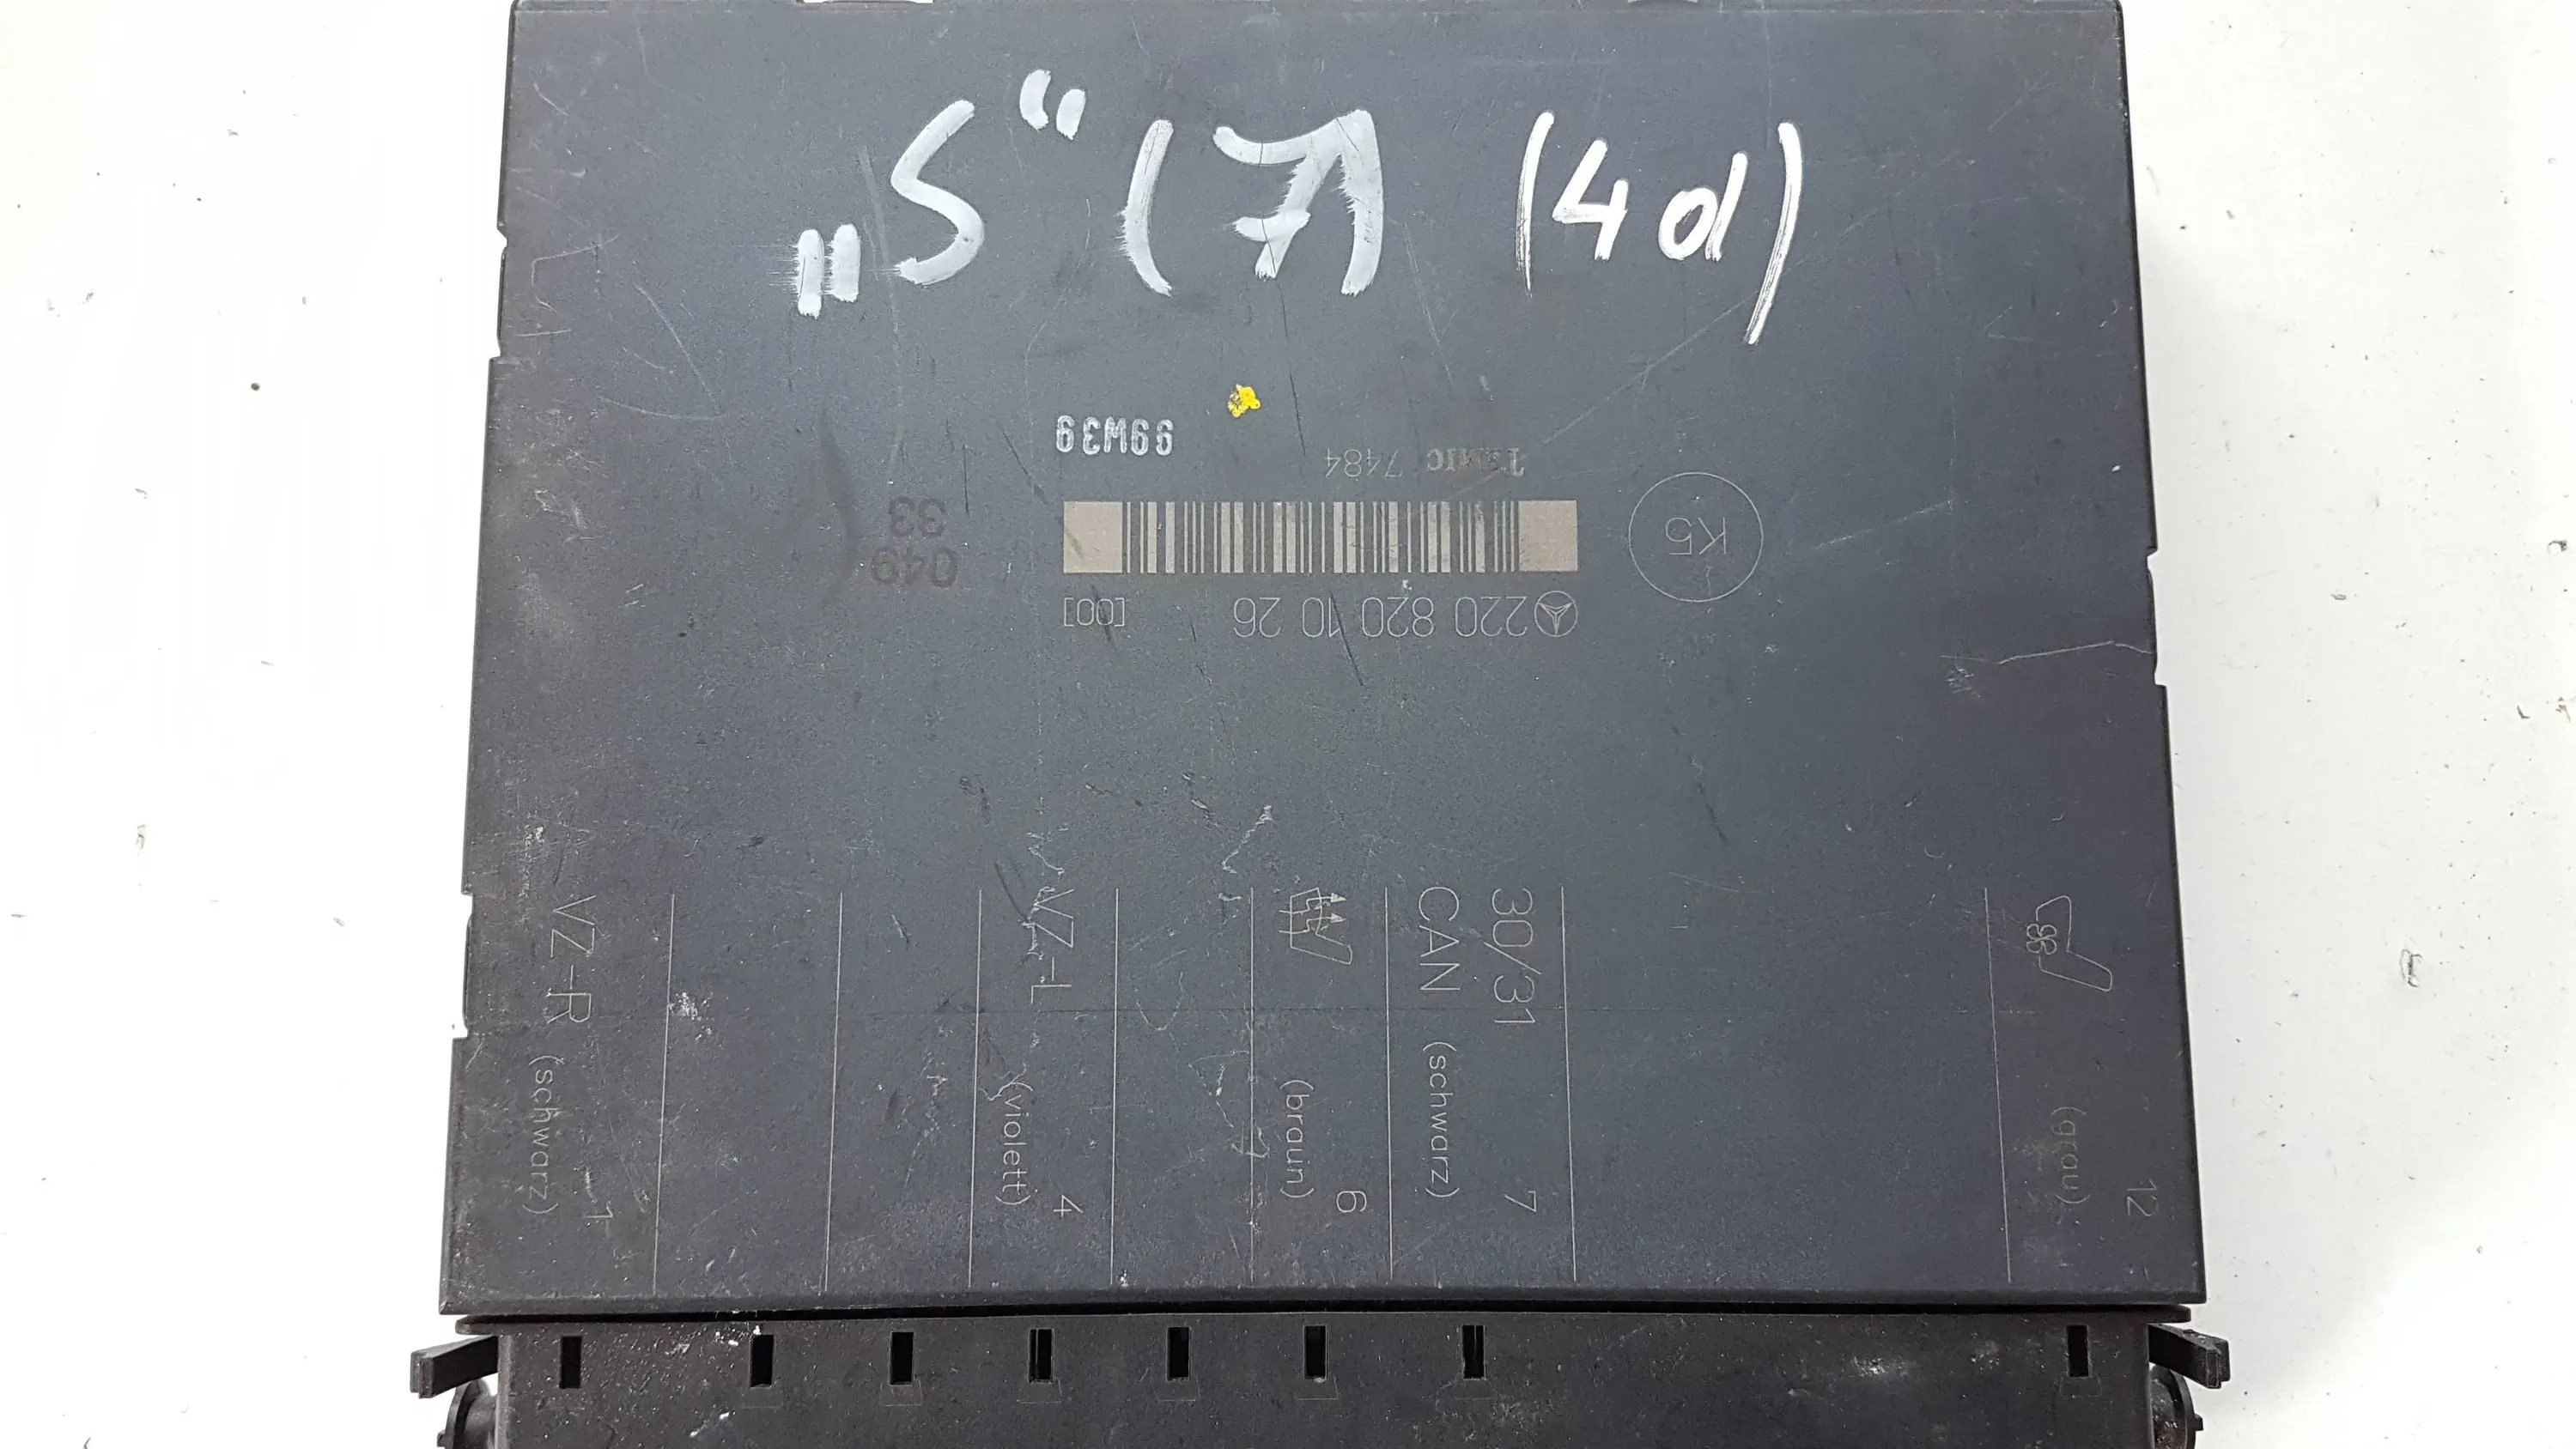 „S“ (7) (4d)
99W39
Temic 7484
049
33
K5
220 820 10 26 [00]
VZ-R (schwarz) 1
VZ-L (violett) 4
(braun) 6
30/31
CAN (schwarz) 7
(grau) 12